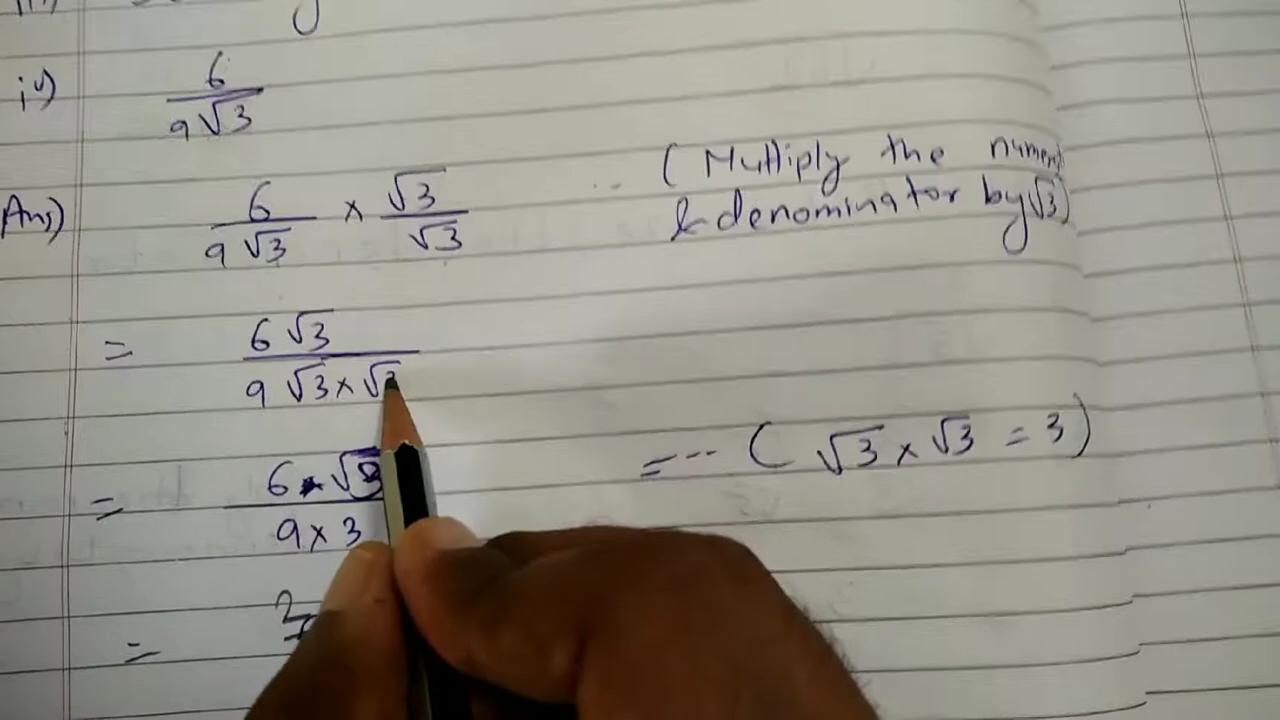 iv) 6/9√3
Ans) 6/9√3 × √3/√3 (Multiply the numer
& denominator by √3)
= 6√3/9√3×√3
= 6×√3/9×3 =-- (√3×√3 = 3)
= 2